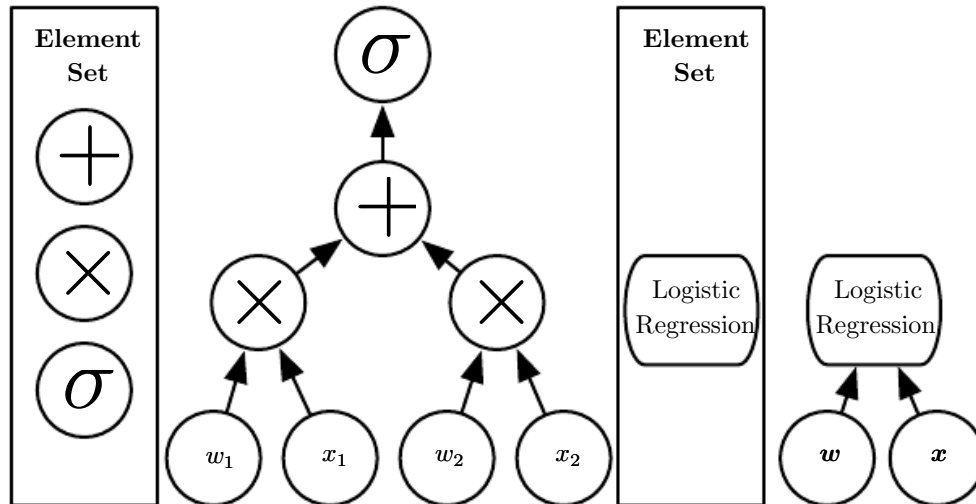 Element
Set
+
×
σ
σ
+
×
×
w₁
x₁
w₂
x₂
Element
Set
Logistic
Regression
Logistic
Regression
w
x